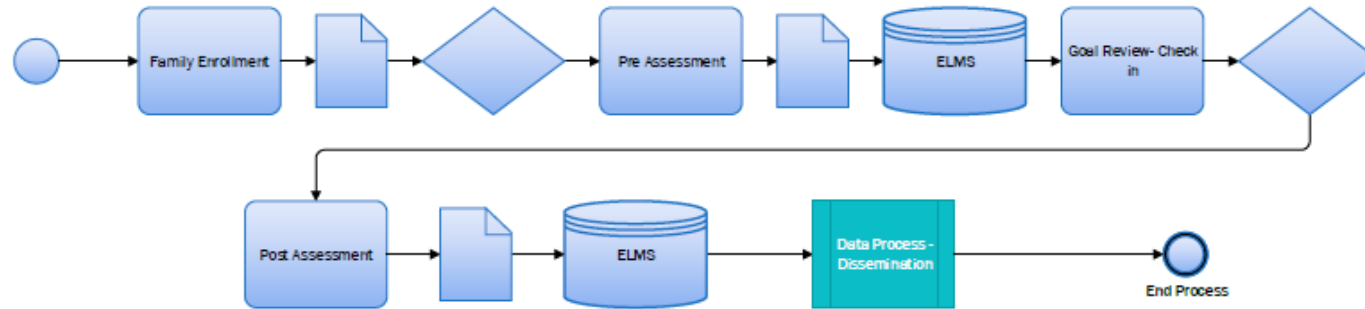 Family Enrollment
Pre Assessment
ELMS
Goal Review- Check
in
Post Assessment
ELMS
Data Process -
Dissemination
End Process